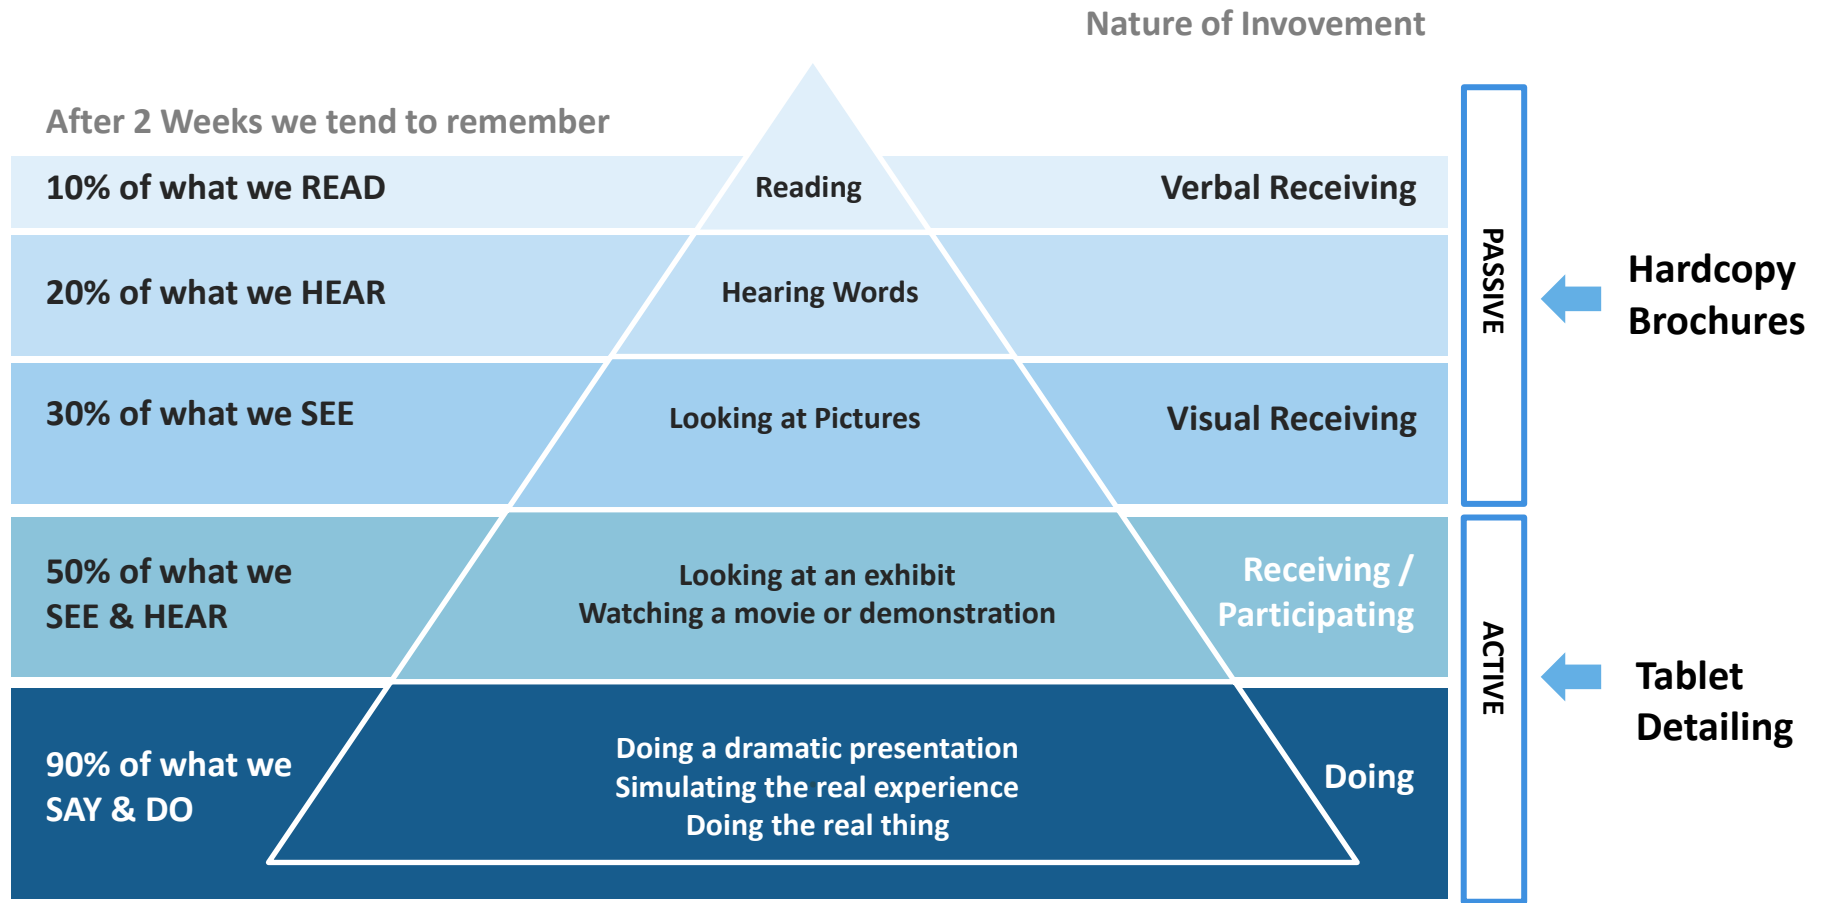 Nature of Invovement
After 2 Weeks we tend to remember
10% of what we READ
Reading
Verbal Receiving
20% of what we HEAR
Hearing Words
30% of what we SEE
Looking at Pictures
Visual Receiving
PASSIVE
Hardcopy
Brochures
50% of what we
SEE & HEAR
Looking at an exhibit
Watching a movie or demonstration
Receiving /
Participating
90% of what we
SAY & DO
Doing a dramatic presentation
Simulating the real experience
Doing the real thing
Doing
ACTIVE
Tablet
Detailing